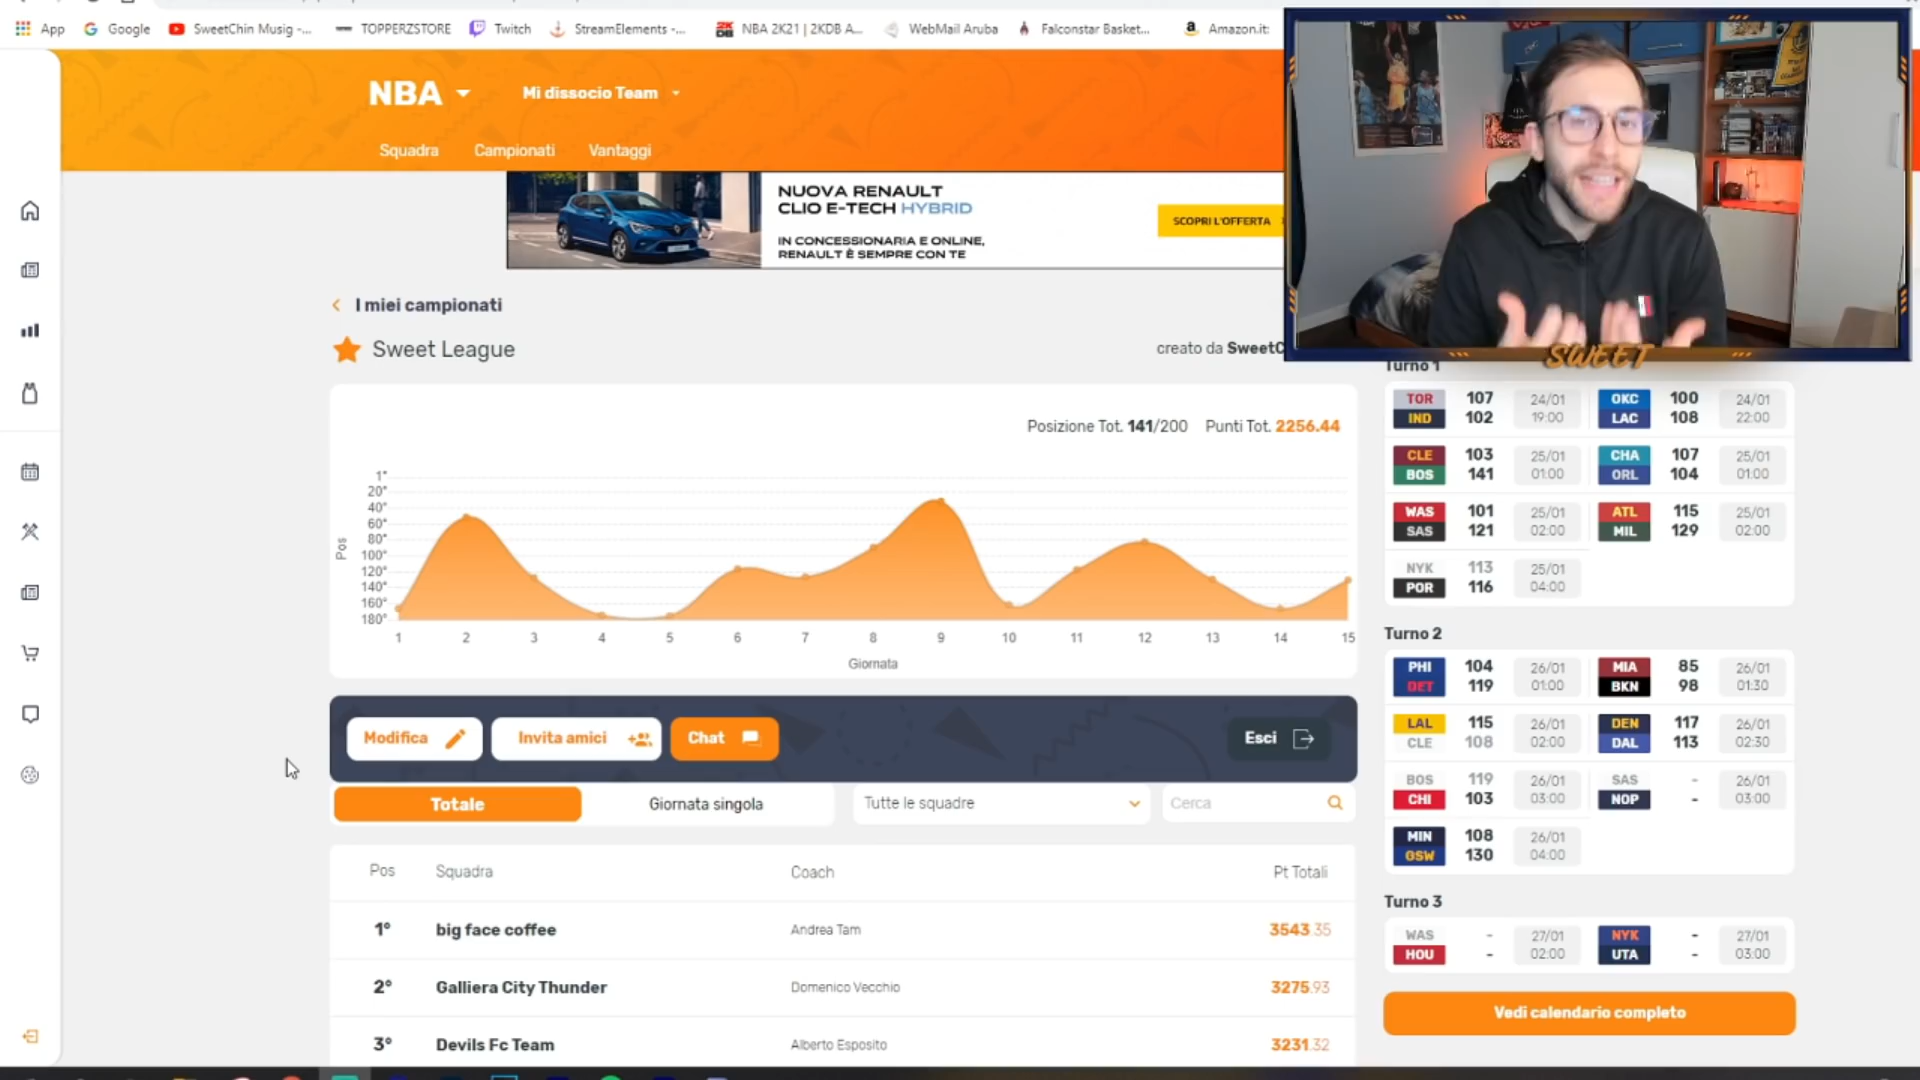 App
Google
SweetChin Musig -...
TOPPERZSTORE
Twitch
StreamElements -...
NBA 2K21 | 2KDB A...
WebMail Aruba
Falconstar Basket...
Amazon.it:
NBA
Mi dissocio Team
Squadra
Campionati
Vantaggi
NUOVA RENAULT
CLIO E-TECH HYBRID
IN CONCESSIONARIA E ONLINE,
RENAULT È SEMPRE CON TE
SCOPRI L'OFFERTA
SWEET
I miei campionati
Sweet League
creato da SweetC
Posizione Tot. 141/200 Punti Tot. 2256.44
1°
20°
40°
60°
80°
100°
120°
140°
160°
180°
Pos
1 2 3 4 5 6 7 8 9 10 11 12 13 14 15
Giornata
Modifica
Invita amici
Chat
Esci
Totale
Giornata singola
Tutte le squadre
Cerca
Pos Squadra Coach Pt Totali
1° big face coffee Andrea Tam 3543.35
2° Galliera City Thunder Domenico Vecchio 3275.93
3° Devils Fc Team Alberto Esposito 3231.32
Turno 1
TOR 107 24/01
IND 102 19:00
OKC 100 24/01
LAC 108 22:00
CLE 103 25/01
BOS 141 01:00
CHA 107 25/01
ORL 104 01:00
WAS 101 25/01
SAS 121 02:00
ATL 115 25/01
MIL 129 02:00
NYK 113 25/01
POR 116 04:00
Turno 2
PHI 104 26/01
DET 119 01:00
MIA 85 26/01
BKN 98 01:30
LAL 115 26/01
CLE 108 02:00
DEN 117 26/01
DAL 113 02:30
BOS 119 26/01
CHI 103 03:00
SAS - 26/01
NOP - 03:00
MIN 108 26/01
GSW 130 04:00
Turno 3
WAS - 27/01
HOU - 02:00
NYK - 27/01
UTA - 03:00
Vedi calendario completo